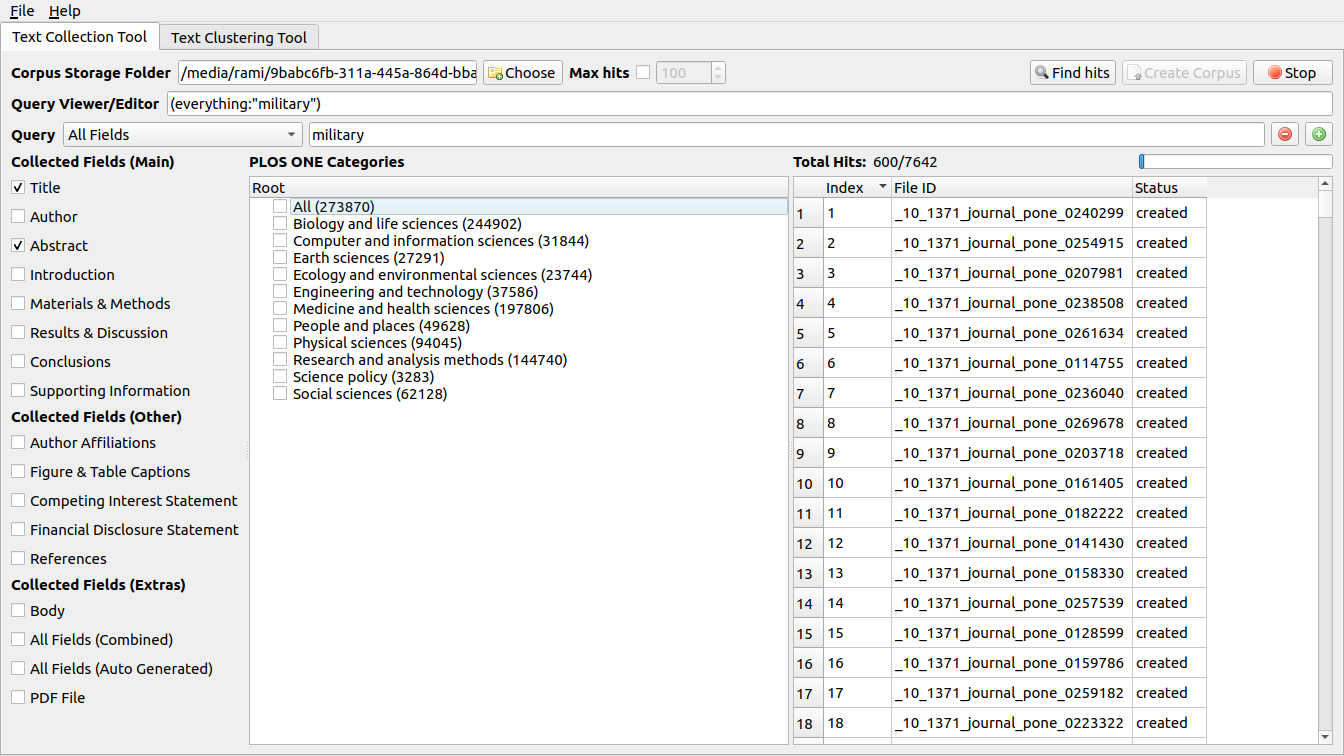 File Help
Text Collection Tool Text Clustering Tool
Corpus Storage Folder /media/rami/9babc6fb-311a-445a-864d-bba Choose Max hits 100 Find hits Create Corpus Stop
Query Viewer/Editor (everything:"military")
Query All Fields military
Collected Fields (Main)
Title
Author
Abstract
Introduction
Materials & Methods
Results & Discussion
Conclusions
Supporting Information
Collected Fields (Other)
Author Affiliations
Figure & Table Captions
Competing Interest Statement
Financial Disclosure Statement
References
Collected Fields (Extras)
Body
All Fields (Combined)
All Fields (Auto Generated)
PDF File
PLOS ONE Categories
Root
All (273870)
Biology and life sciences (244902)
Computer and information sciences (31844)
Earth sciences (27291)
Ecology and environmental sciences (23744)
Engineering and technology (37586)
Medicine and health sciences (197806)
People and places (49628)
Physical sciences (94045)
Research and analysis methods (144740)
Science policy (3283)
Social sciences (62128)
Total Hits: 600/7642
Index File ID Status
1 1 _10_1371_journal_pone_0240299 created
2 2 _10_1371_journal_pone_0254915 created
3 3 _10_1371_journal_pone_0207981 created
4 4 _10_1371_journal_pone_0238508 created
5 5 _10_1371_journal_pone_0261634 created
6 6 _10_1371_journal_pone_0114755 created
7 7 _10_1371_journal_pone_0236040 created
8 8 _10_1371_journal_pone_0269678 created
9 9 _10_1371_journal_pone_0203718 created
10 10 _10_1371_journal_pone_0161405 created
11 11 _10_1371_journal_pone_0182222 created
12 12 _10_1371_journal_pone_0141430 created
13 13 _10_1371_journal_pone_0158330 created
14 14 _10_1371_journal_pone_0257539 created
15 15 _10_1371_journal_pone_0128599 created
16 16 _10_1371_journal_pone_0159786 created
17 17 _10_1371_journal_pone_0259182 created
18 18 _10_1371_journal_pone_0223322 created